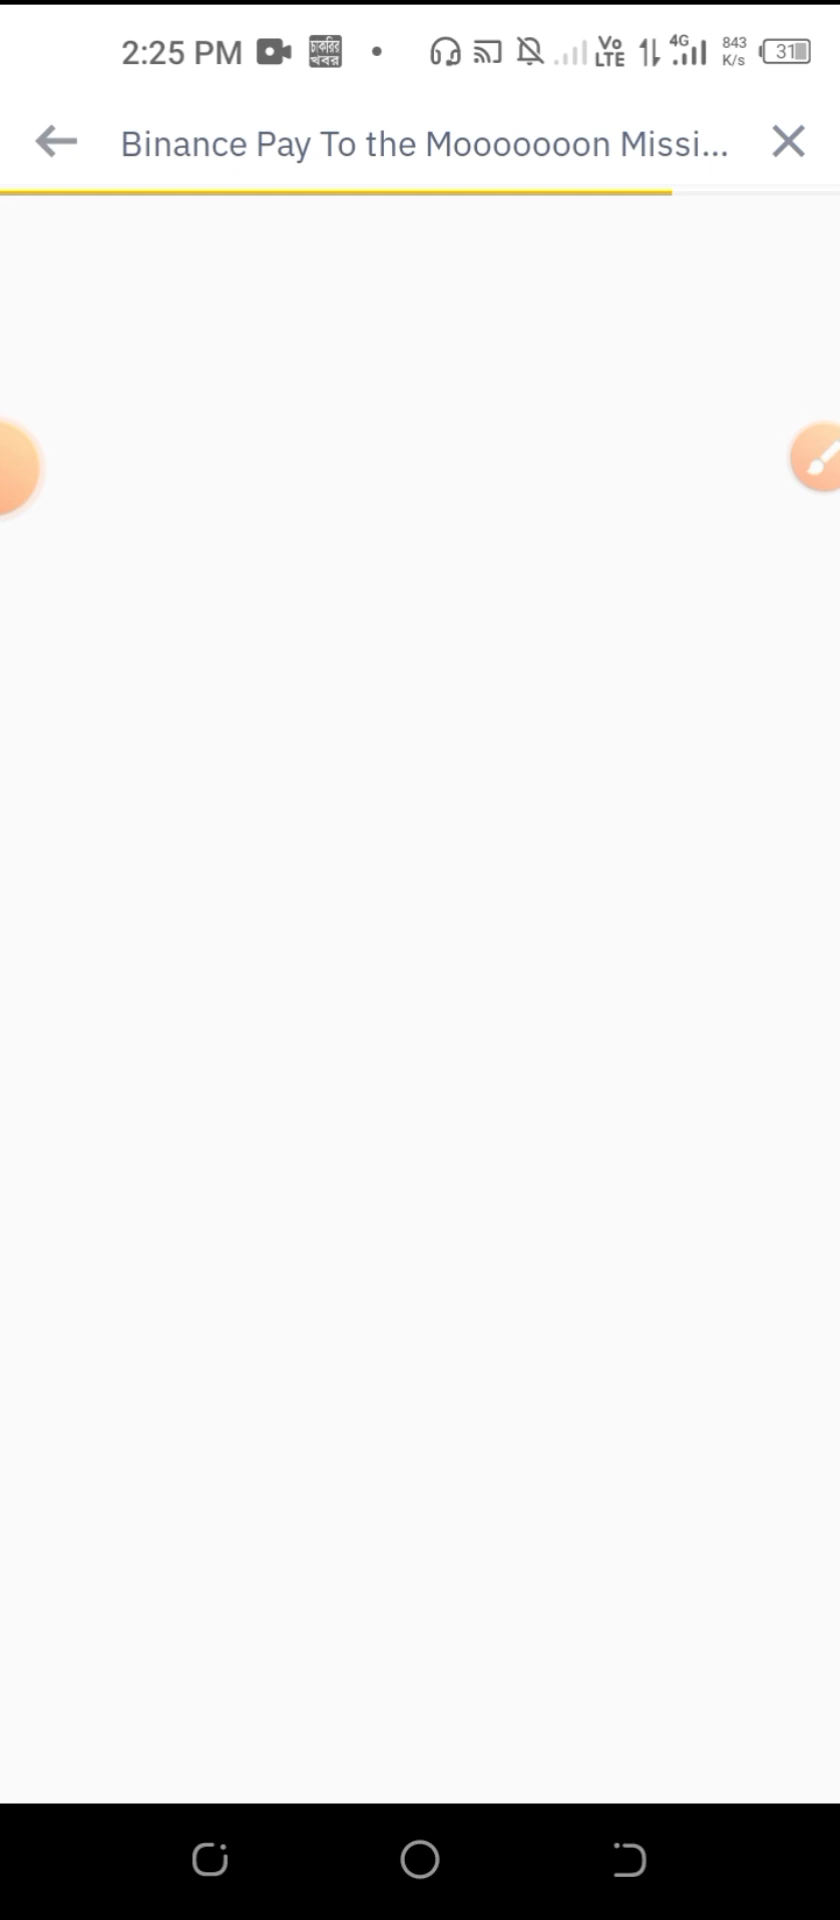 2:25 PM চাকরির খবর Vo LTE 4G 843 K/s 31
Binance Pay To the Mooooooon Missi...